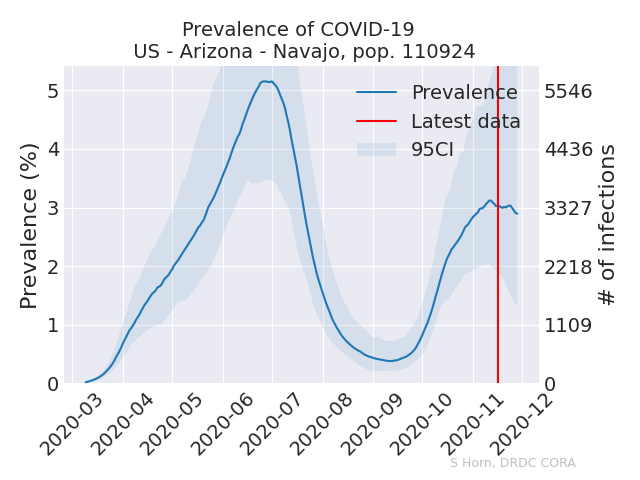 Prevalence of COVID-19
US - Arizona - Navajo, pop. 110924
Prevalence
Latest data
95CI
Prevalence (%)
5
4
3
2
1
0
5546
4436
3327
2218
1109
0
# of infections
2020-03
2020-04
2020-05
2020-06
2020-07
2020-08
2020-09
2020-10
2020-11
2020-12
S Horn, DRDC CORA